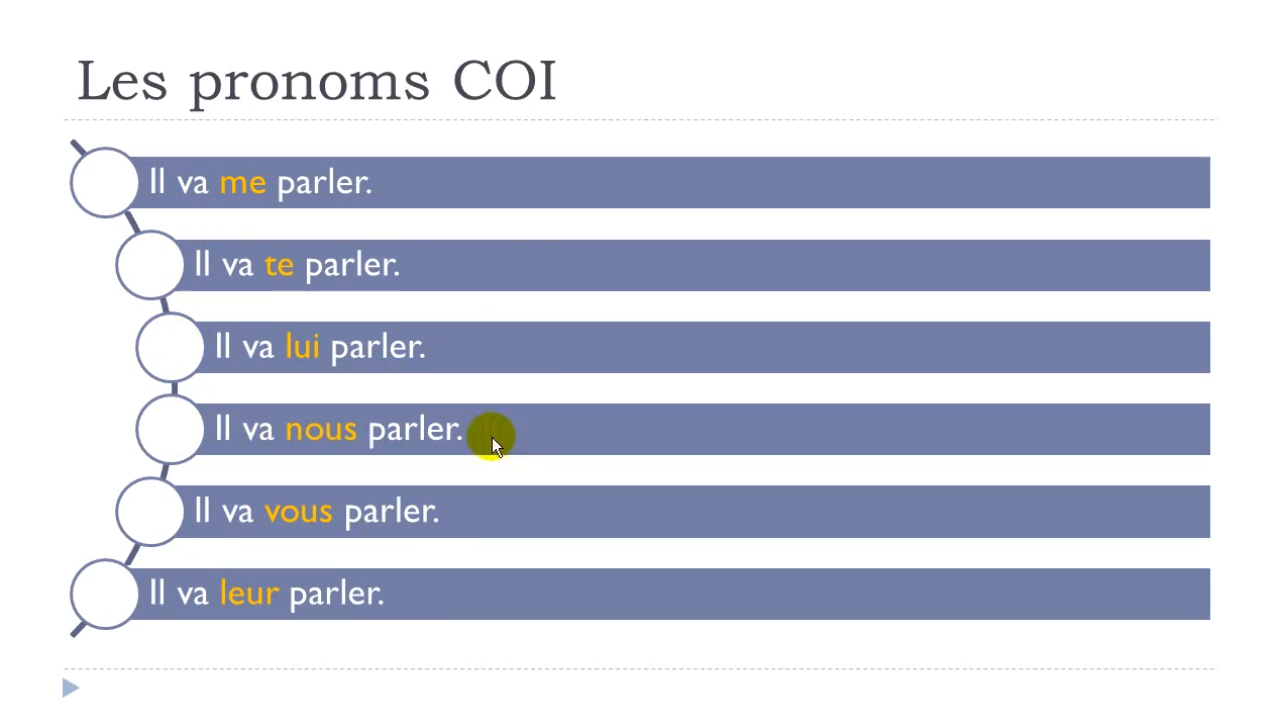 Les pronoms COI
Il va me parler.
Il va te parler.
Il va lui parler.
Il va nous parler.
Il va vous parler.
Il va leur parler.